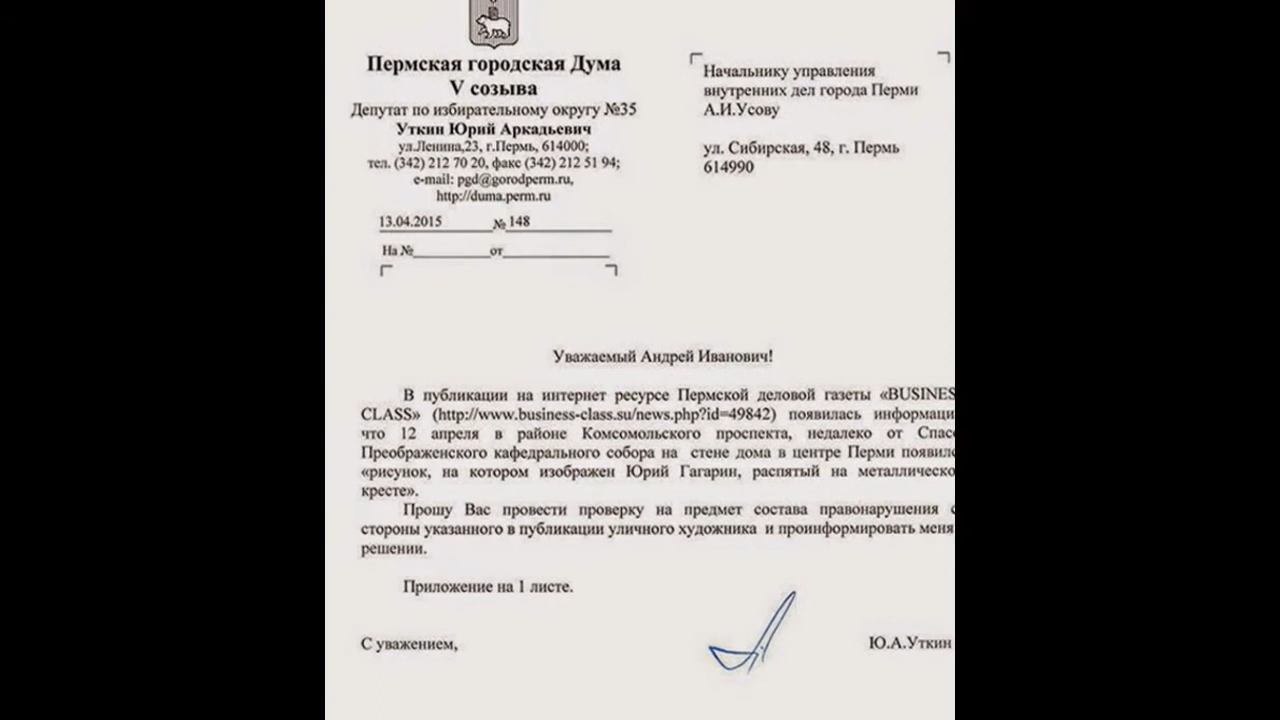 Пермская городская Дума
V созыва
Депутат по избирательному округу №35
Уткин Юрий Аркадьевич
ул.Ленина,23, г.Пермь, 614000;
тел. (342) 212 70 20, факс (342) 212 51 94;
e-mail: pgd@gorodperm.ru,
http://duma.perm.ru
13.04.2015 № 148
На № от
Начальнику управления
внутренних дел города Перми
А.И.Усову
ул. Сибирская, 48, г. Пермь
614990
Уважаемый Андрей Иванович!
В публикации на интернет ресурсе Пермской деловой газеты «BUSINES
CLASS» (http://www.business-class.su/news.php?id=49842) появилась информаци
что 12 апреля в районе Комсомольского проспекта, недалеко от Спасо
Преображенского кафедрального собора на стене дома в центре Перми появилс
«рисунок, на котором изображен Юрий Гагарин, распятый на металлическо
кресте».
Прошу Вас провести проверку на предмет состава правонарушения с
стороны указанного в публикации уличного художника и проинформировать меня
решении.
Приложение на 1 листе.
С уважением,
Ю.А.Уткин